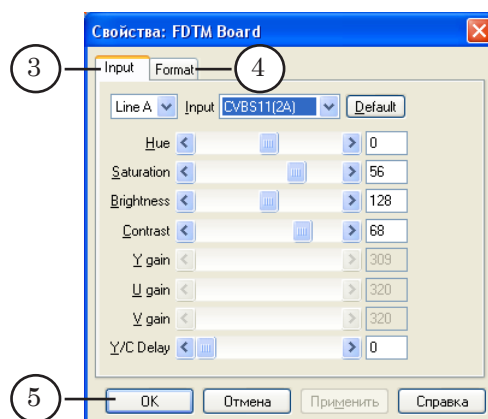 Свойства: FDTM Board
3 Input Format 4
Line A Input CVBS11(2A) Default
Hue 0
Saturation 56
Brightness 128
Contrast 68
Y gain 309
U gain 320
V gain 320
Y/C Delay 0
5 OK Отмена Применить Справка